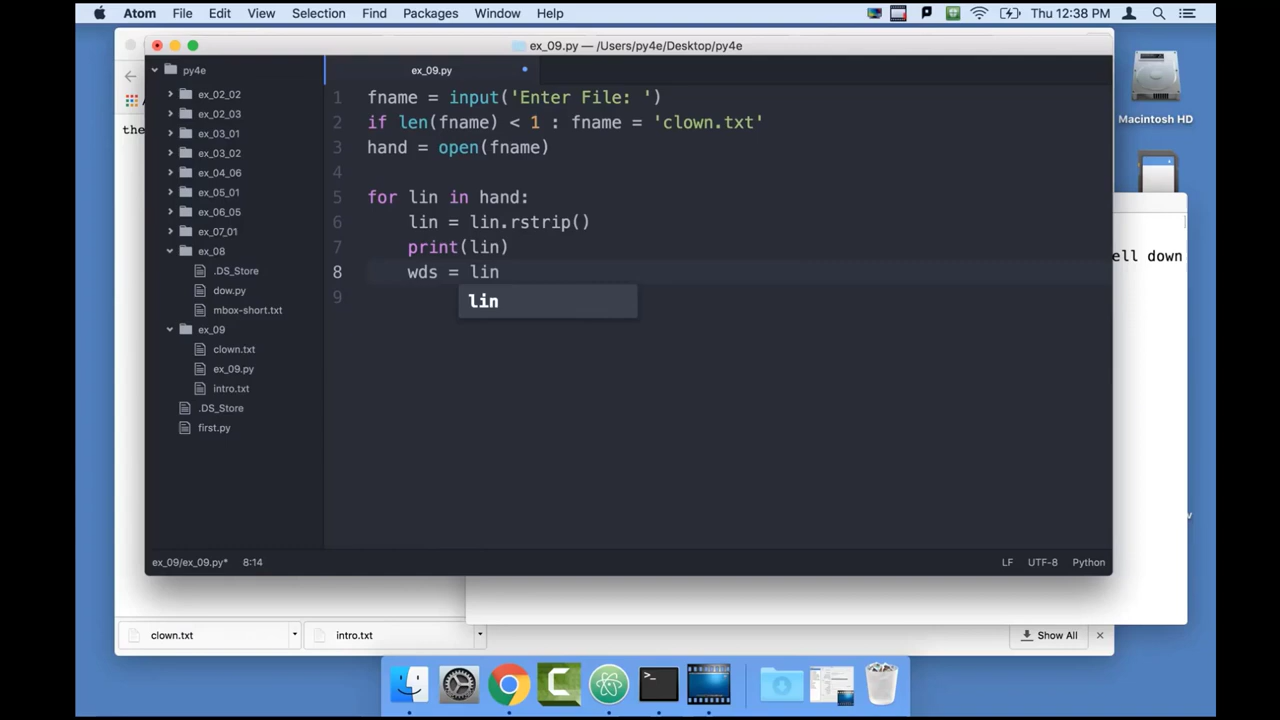 Atom File Edit View Selection Find Packages Window Help Thu 12:38 PM
ex_09.py — /Users/py4e/Desktop/py4e
py4e
ex_02_02
ex_02_03
ex_03_01
ex_03_02
ex_04_06
ex_05_01
ex_06_05
ex_07_01
ex_08
.DS_Store
dow.py
mbox-short.txt
ex_09
clown.txt
ex_09.py
intro.txt
.DS_Store
first.py
ex_09.py
1 fname = input('Enter File: ')
2 if len(fname) < 1 : fname = 'clown.txt'
3 hand = open(fname)
4
5 for lin in hand:
6 lin = lin.rstrip()
7 print(lin)
8 wds = lin
9
lin
ex_09/ex_09.py* 8:14 LF UTF-8 Python
the
ell down
Macintosh HD
v
clown.txt intro.txt Show All